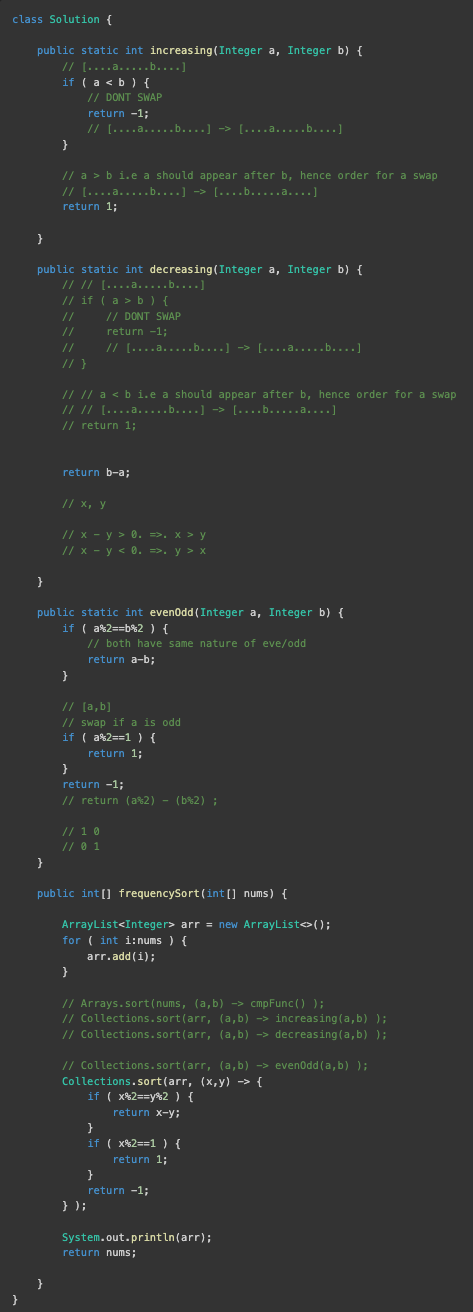 class Solution {
public static int increasing(Integer a, Integer b) {
// [....a.....b....]
if ( a < b ) {
// DONT SWAP
return -1;
// [....a.....b....] -> [....a.....b....]
}
// a > b i.e a should appear after b, hence order for a swap
// [....a.....b....] -> [....b.....a....]
return 1;
}
public static int decreasing(Integer a, Integer b) {
// // [....a.....b....]
// if ( a > b ) {
//     // DONT SWAP
//     return -1;
//     // [....a.....b....] -> [....a.....b....]
// }
// // a < b i.e a should appear after b, hence order for a swap
// // [....a.....b....] -> [....b.....a....]
// return 1;
return b-a;
// x, y
// x - y > 0. =>. x > y
// x - y < 0. =>. y > x
}
public static int evenOdd(Integer a, Integer b) {
if ( a%2==b%2 ) {
// both have same nature of eve/odd
return a-b;
}
// [a,b]
// swap if a is odd
if ( a%2==1 ) {
return 1;
}
return -1;
// return (a%2) - (b%2) ;
// 1 0
// 0 1
}
public int[] frequencySort(int[] nums) {
ArrayList<Integer> arr = new ArrayList<>();
for ( int i:nums ) {
arr.add(i);
}
// Arrays.sort(nums, (a,b) -> cmpFunc() );
// Collections.sort(arr, (a,b) -> increasing(a,b) );
// Collections.sort(arr, (a,b) -> decreasing(a,b) );
// Collections.sort(arr, (a,b) -> evenOdd(a,b) );
Collections.sort(arr, (x,y) -> {
if ( x%2==y%2 ) {
return x-y;
}
if ( x%2==1 ) {
return 1;
}
return -1;
} );
System.out.println(arr);
return nums;
}
}